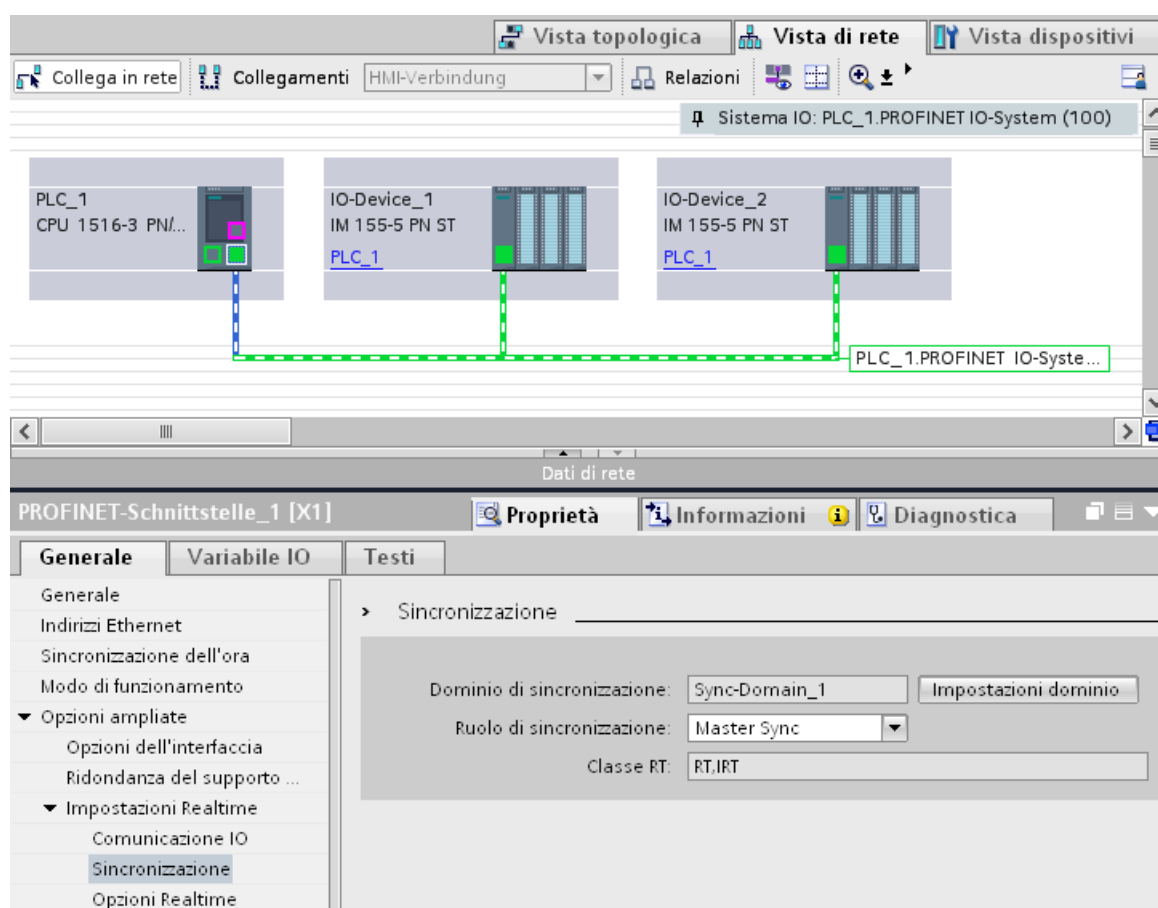 Vista topologica
Vista di rete
Vista dispositivi
Collega in rete
Collegamenti
HMI-Verbindung
Relazioni
Sistema IO: PLC_1.PROFINET IO-System (100)
PLC_1
CPU 1516-3 PN/...
IO-Device_1
IM 155-5 PN ST
PLC_1
IO-Device_2
IM 155-5 PN ST
PLC_1
PLC_1.PROFINET IO-Syste...
Dati di rete
PROFINET-Schnittstelle_1 [X1]
Proprietà
Informazioni
Diagnostica
Generale
Variabile IO
Testi
Generale
Indirizzi Ethernet
Sincronizzazione dell'ora
Modo di funzionamento
Opzioni ampliate
Opzioni dell'interfaccia
Ridondanza del supporto ...
Impostazioni Realtime
Comunicazione IO
Sincronizzazione
Opzioni Realtime
Sincronizzazione
Dominio di sincronizzazione: Sync-Domain_1
Impostazioni dominio
Ruolo di sincronizzazione: Master Sync
Classe RT: RT,IRT